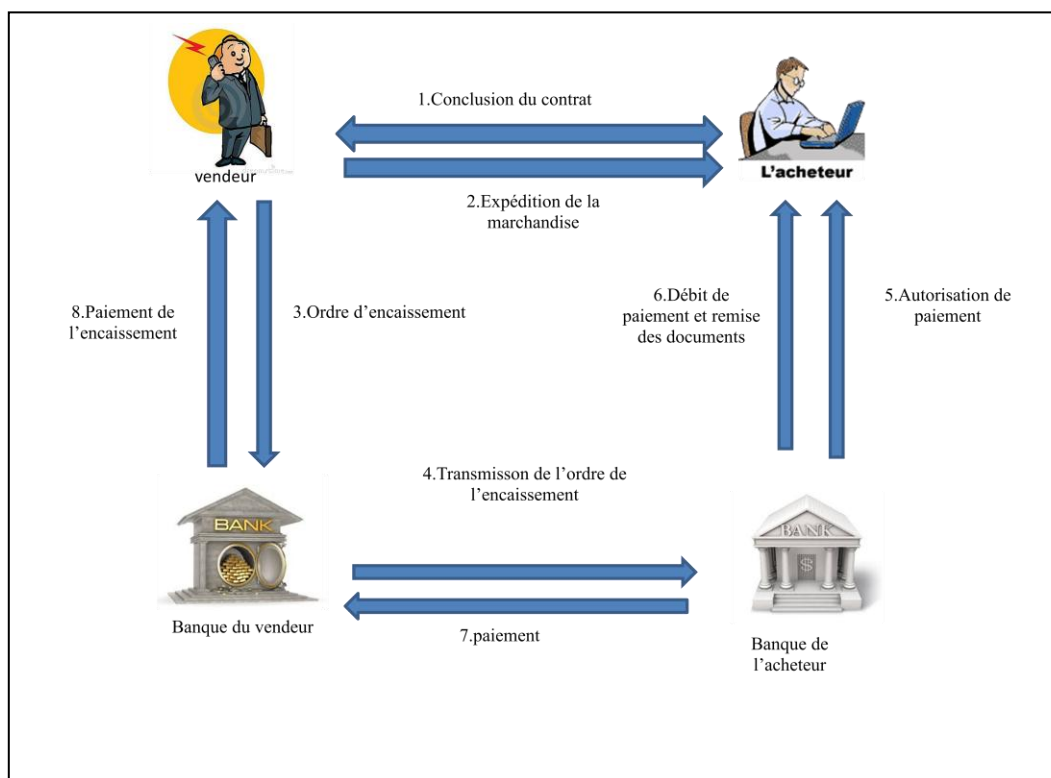 1.Conclusion du contrat
vendeur
L'acheteur
2.Expédition de la
marchandise
8.Paiement de
l'encaissement
3.Ordre d'encaissement
6.Débit de
paiement et remise
des documents
5.Autorisation de
paiement
4.Transmisson de l'ordre de
l'encaissement
BANK
BANK
$
Banque du vendeur
7.paiement
Banque de
l'acheteur